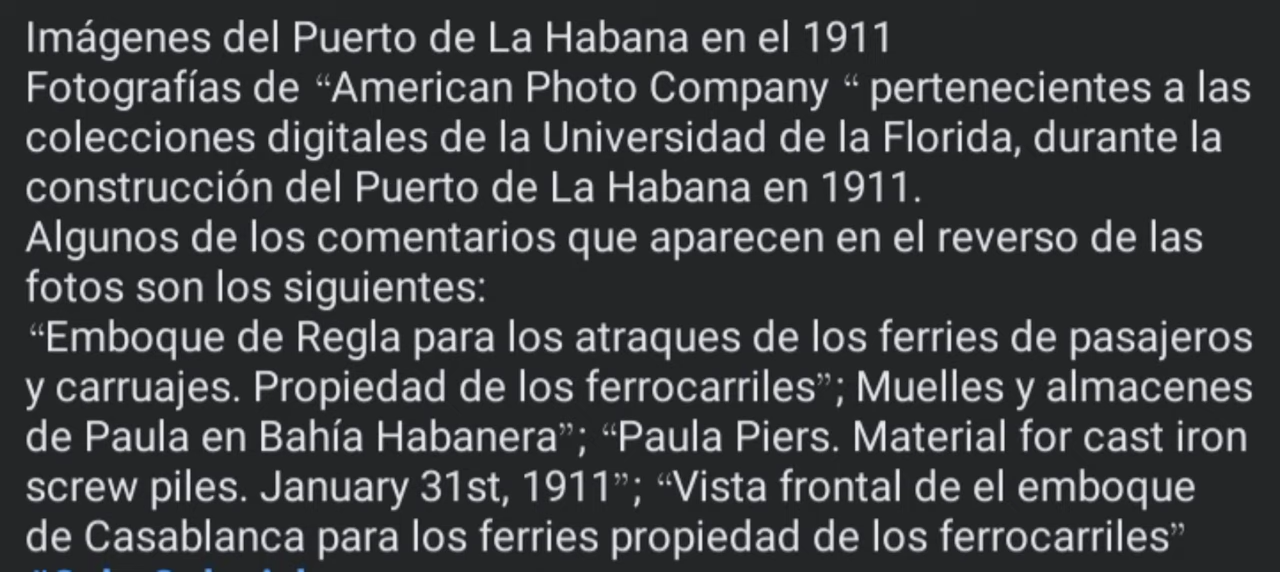 Imágenes del Puerto de La Habana en el 1911
Fotografías de “American Photo Company “ pertenecientes a las
colecciones digitales de la Universidad de la Florida, durante la
construcción del Puerto de La Habana en 1911.
Algunos de los comentarios que aparecen en el reverso de las
fotos son los siguientes:
“Emboque de Regla para los atraques de los ferries de pasajeros
y carruajes. Propiedad de los ferrocarriles”; Muelles y almacenes
de Paula en Bahía Habanera”; “Paula Piers. Material for cast iron
screw piles. January 31st, 1911”; “Vista frontal de el emboque
de Casablanca para los ferries propiedad de los ferrocarriles”